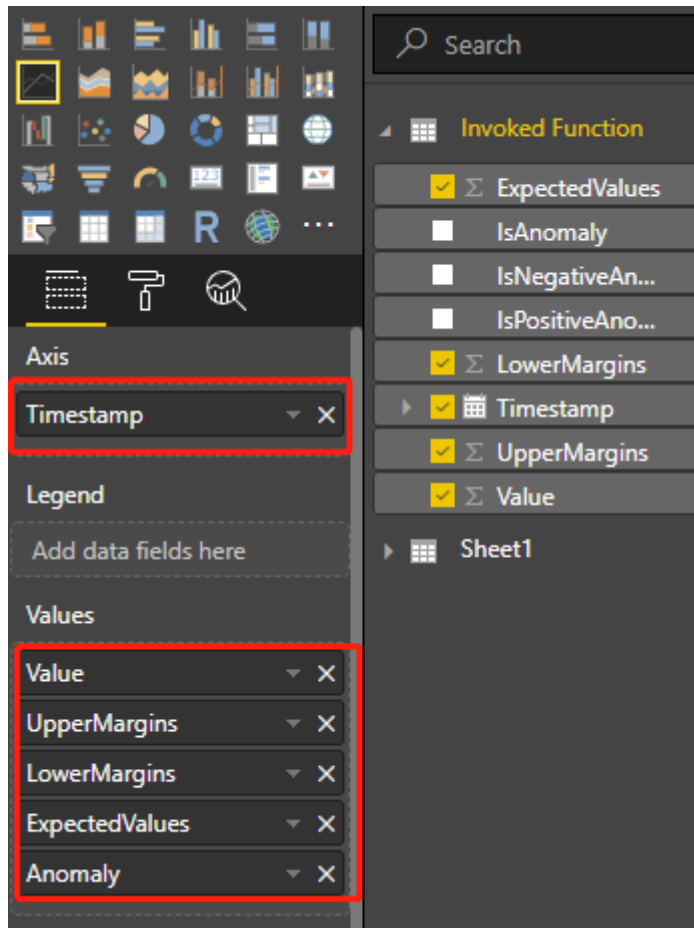 123
R
Axis
Timestamp
Legend
Add data fields here
Values
Value
UpperMargins
LowerMargins
ExpectedValues
Anomaly
Search
Invoked Function
Σ ExpectedValues
IsAnomaly
IsNegativeAn...
IsPositiveAno...
Σ LowerMargins
Timestamp
Σ UpperMargins
Σ Value
Sheet1